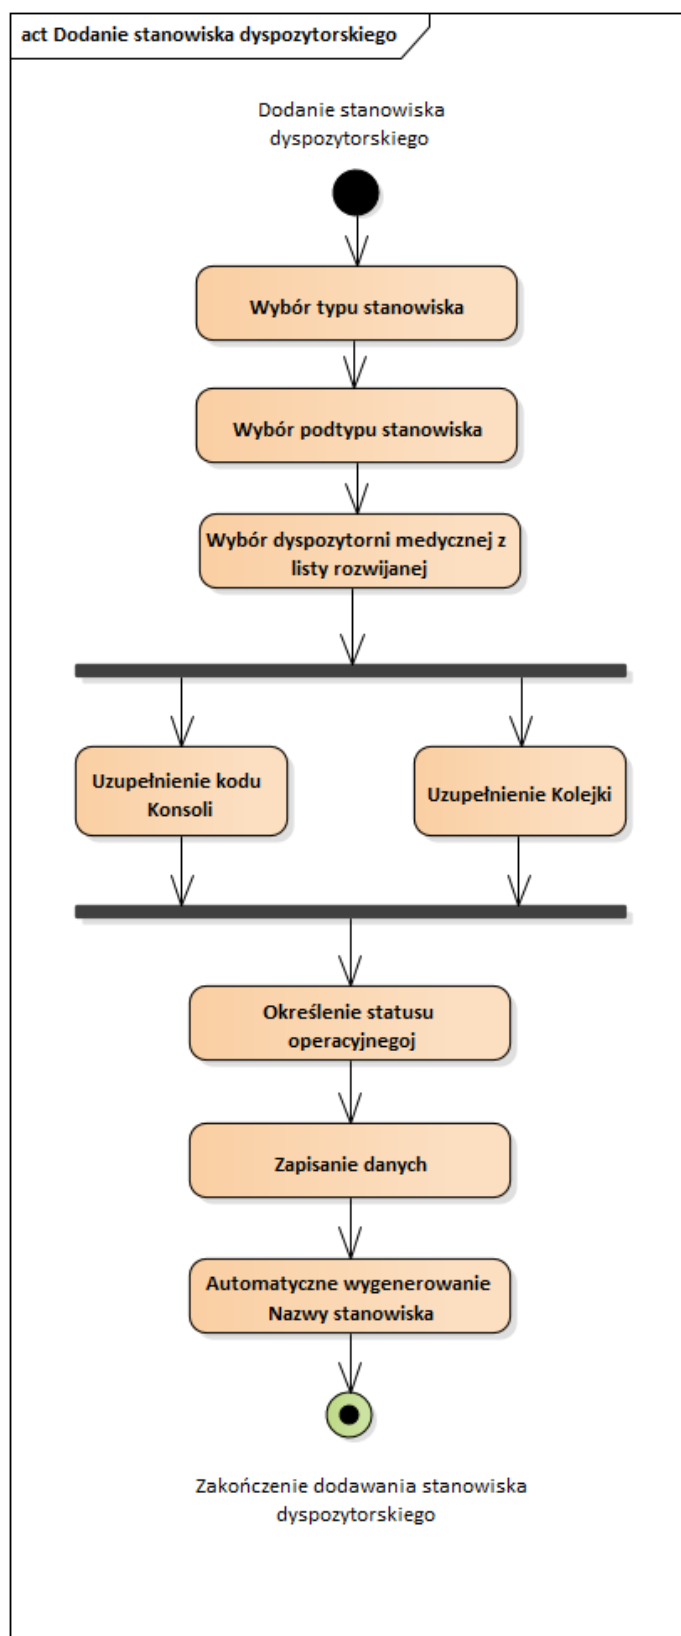 act Dodanie stanowiska dyspozytorskiego
Dodanie stanowiska
dyspozytorskiego
Wybór typu stanowiska
Wybór podtypu stanowiska
Wybór dyspozytorni medycznej z
listy rozwijanej
Uzupełnienie kodu
Konsoli
Uzupełnienie Kolejki
Określenie statusu
operacyjnegoj
Zapisanie danych
Automatyczne wygenerowanie
Nazwy stanowiska
Zakończenie dodawania stanowiska
dyspozytorskiego